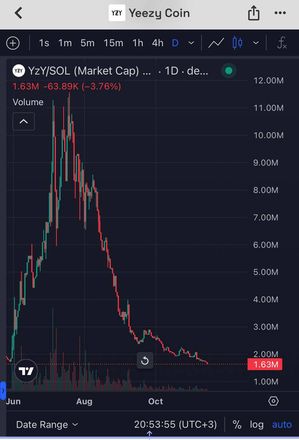 YZY Yeezy Coin
1s 1m 5m 15m 1h 4h D
YZY YzY/SOL (Market Cap) ... · 1D · de...
1.63M −63.89K (−3.76%)
Volume
12.00M
11.00M
10.00M
9.00M
8.00M
7.00M
6.00M
5.00M
4.00M
3.00M
2.00M
1.63M
1.00M
Jun Aug Oct
Date Range 20:53:55 (UTC+3) % log auto